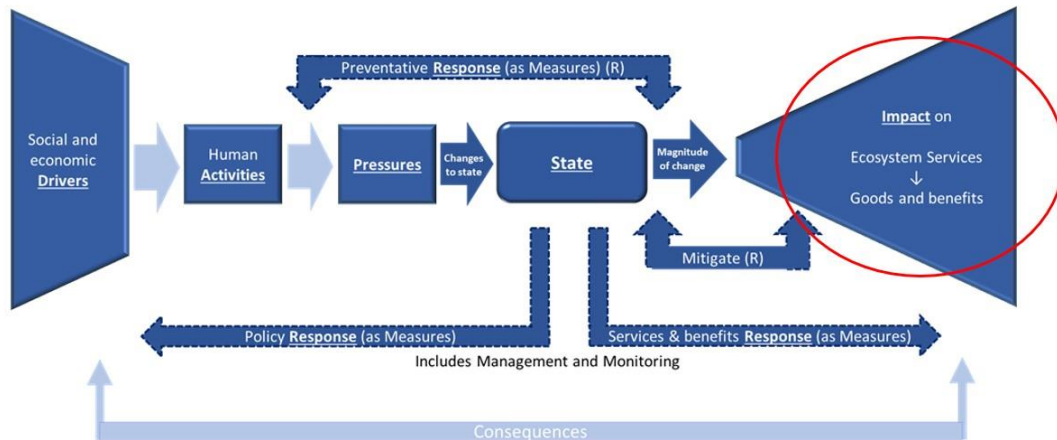 Preventative Response (as Measures) (R)
Social and
economic
Drivers
Human
Activities
Pressures
Changes
to state
State
Magnitude
of change
Impact on
Ecosystem Services
↓
Goods and benefits
Mitigate (R)
Policy Response (as Measures)
Services & benefits Response (as Measures)
Includes Management and Monitoring
Consequences